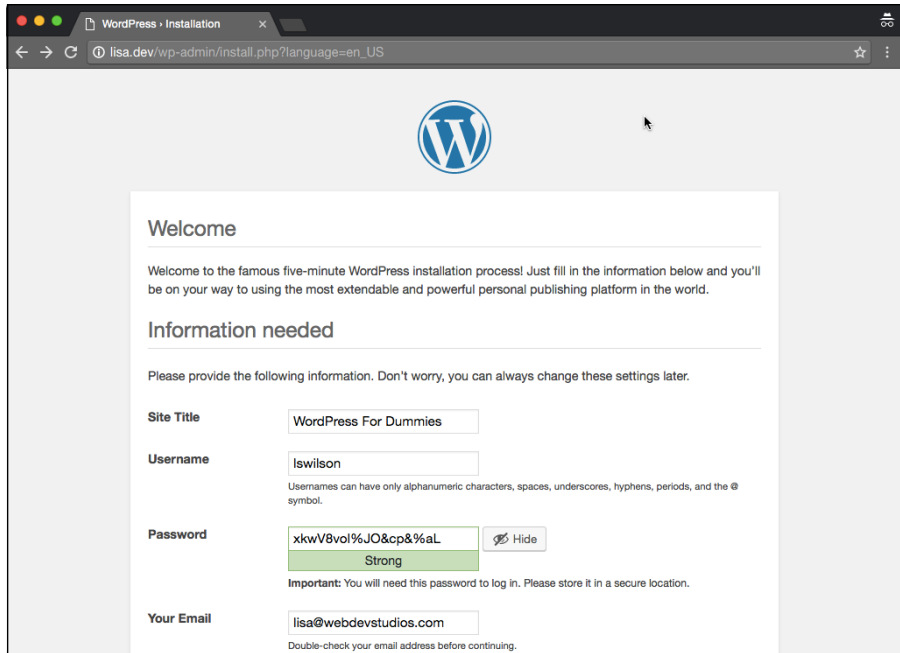 WordPress › Installation
lisa.dev/wp-admin/install.php?language=en_US
Welcome
Welcome to the famous five-minute WordPress installation process! Just fill in the information below and you'll
be on your way to using the most extendable and powerful personal publishing platform in the world.
Information needed
Please provide the following information. Don't worry, you can always change these settings later.
Site Title
WordPress For Dummies
Username
lswilson
Usernames can have only alphanumeric characters, spaces, underscores, hyphens, periods, and the @
symbol.
Password
xkwV8vol%JO&cp&%aL
Hide
Strong
Important: You will need this password to log in. Please store it in a secure location.
Your Email
lisa@webdevstudios.com
Double-check your email address before continuing.